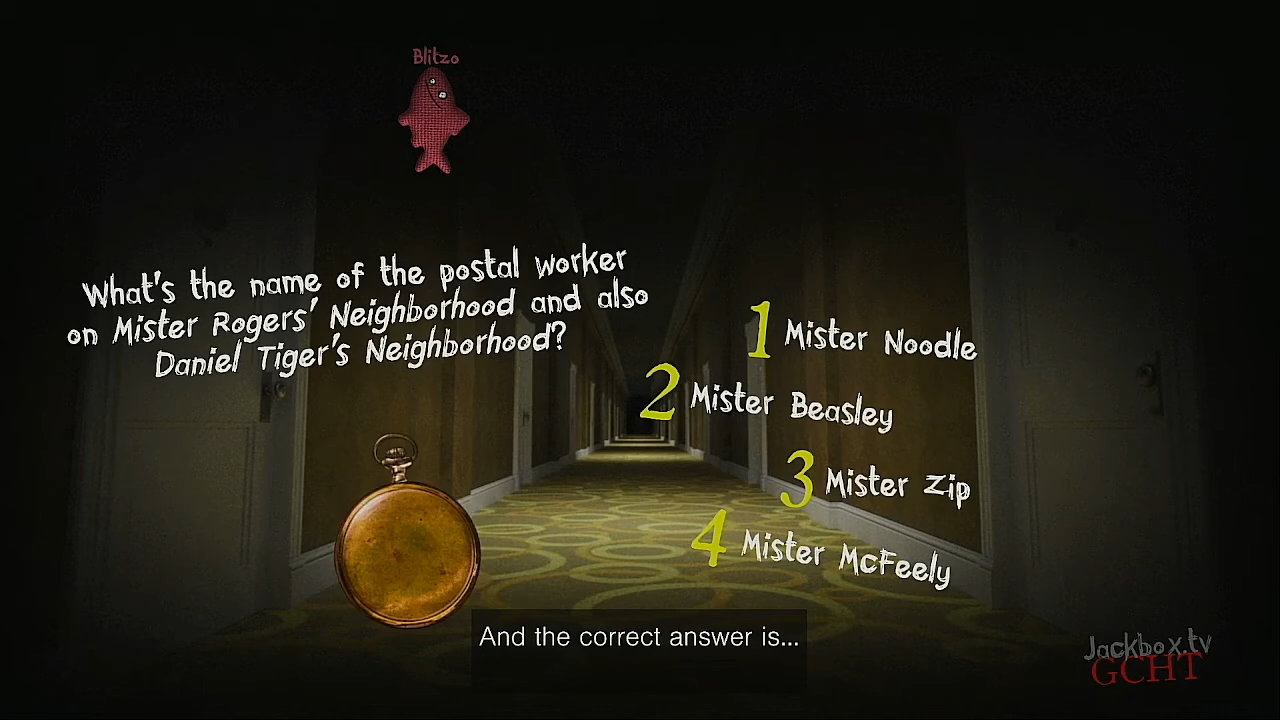 Blitzo
What's the name of the postal worker
on Mister Rogers' Neighborhood and also
Daniel Tiger's Neighborhood?
1 Mister Noodle
2 Mister Beasley
3 Mister Zip
4 Mister McFeely
And the correct answer is...
Jackbox.tv
GCHT